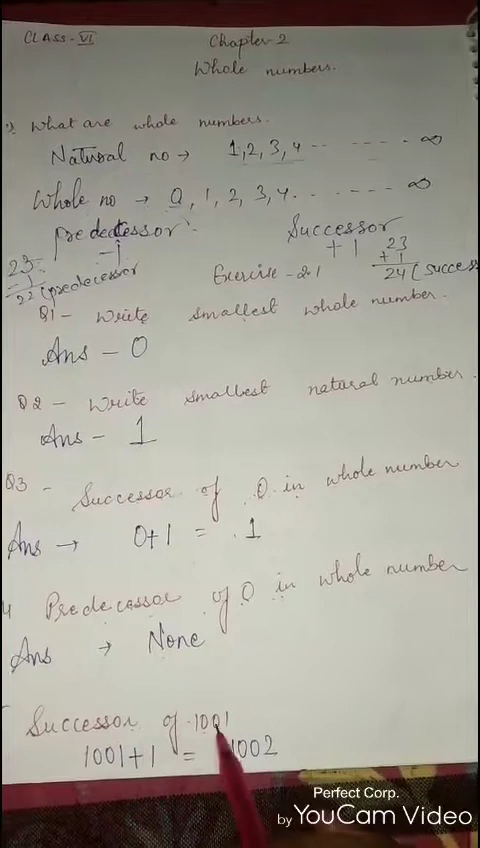 CLASS-VI
Chapter-2
Whole numbers.
What are whole numbers.
Natural no → 1,2,3,4.. ..... ∞
Whole no → 0, 1, 2, 3, 4. ...... ∞
Predecessor
-1
Successor
+1
23
-1
22 (predecessor
23
+1
24 (success
Exercise-2.1
Q1- Write smallest whole number.
Ans - 0
Q2 - Write smallest natural number.
Ans - 1
Q3 - Successor of 0 in whole number
Ans → 0+1 = 1
4 Predecessor of 0 in whole number
Ans → None
Successor of 1001
1001+1 = 1002
Perfect Corp.
by YouCam Video